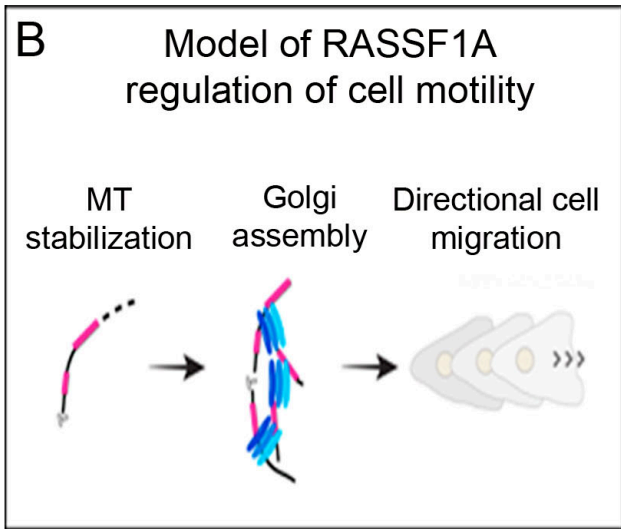 B
Model of RASSF1A
regulation of cell motility
MT
stabilization
Golgi
assembly
Directional cell
migration